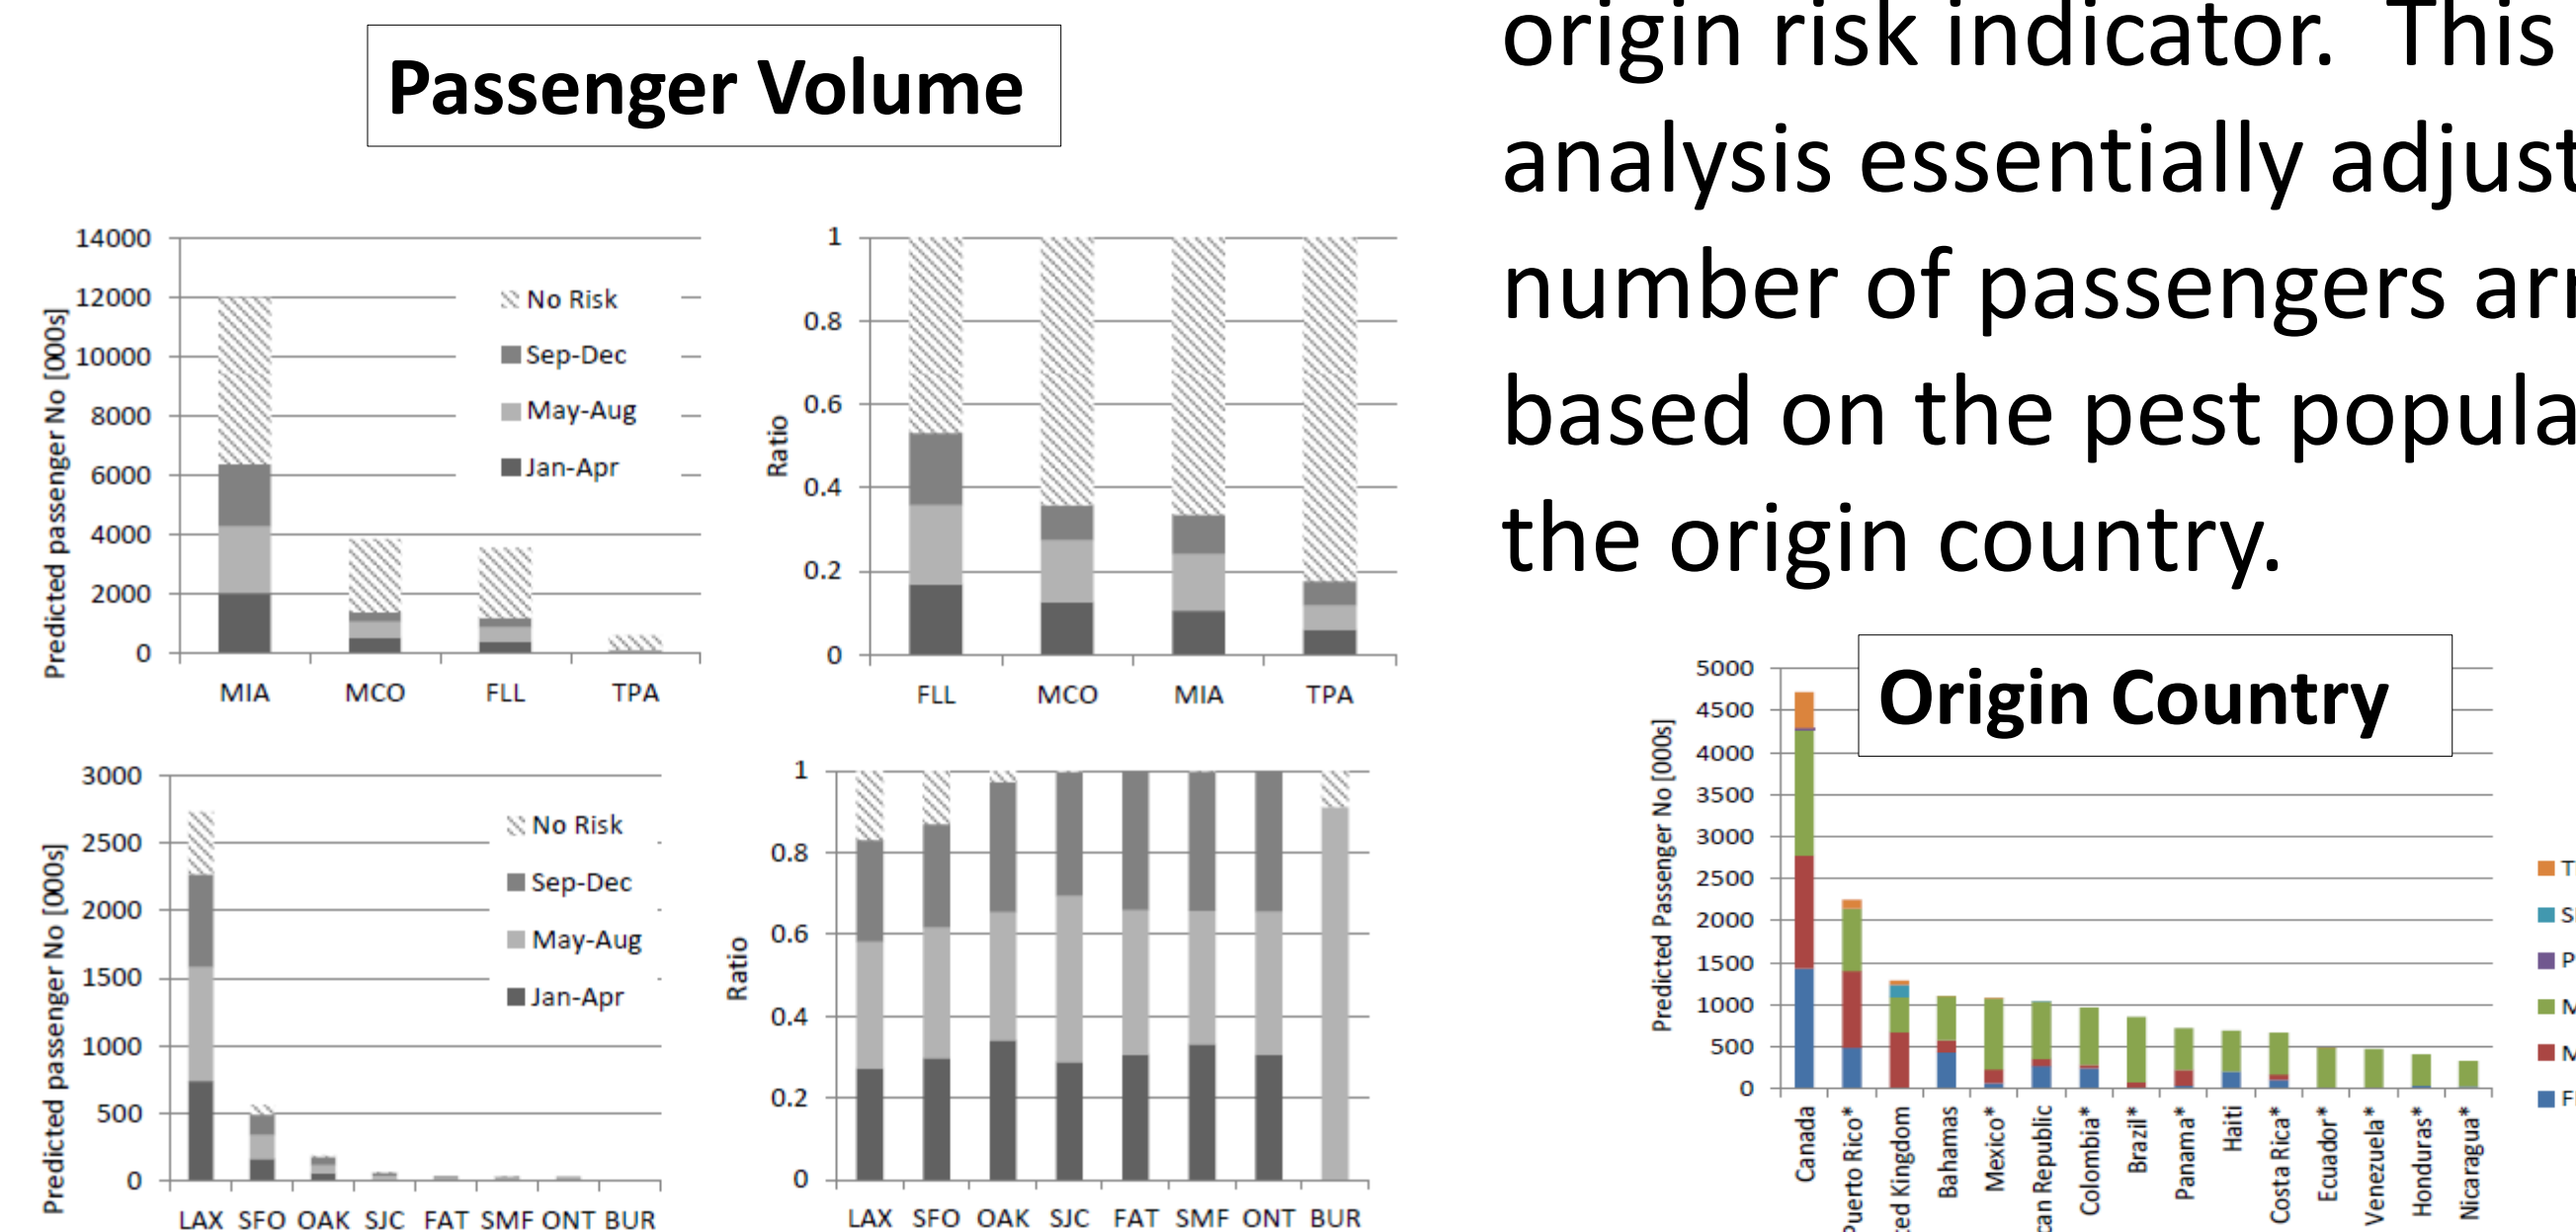 Passenger Volume
14000
12000
10000
8000
6000
4000
2000
0
Predicted passenger No [000s]
No Risk
Sep-Dec
May-Aug
Jan-Apr
MIA MCO FLL TPA
1
0.8
0.6
0.4
0.2
0
Ratio
FLL MCO MIA TPA
3000
2500
2000
1500
1000
500
0
Predicted passenger No [000s]
No Risk
Sep-Dec
May-Aug
Jan-Apr
LAX SFO OAK SJC FAT SMF ONT BUR
1
0.8
0.6
0.4
0.2
0
Ratio
LAX SFO OAK SJC FAT SMF ONT BUR
origin risk indicator. This
analysis essentially adjust
number of passengers arr
based on the pest popula
the origin country.
Origin Country
5000
4500
4000
3500
3000
2500
2000
1500
1000
500
0
Predicted Passenger No [000s]
Canada
Puerto Rico*
ed Kingdom
Bahamas
Mexico*
can Republic
Colombia*
Brazil*
Panama*
Haiti
Costa Rica*
Ecuador*
Venezuela*
Honduras*
Nicaragua*
T
S
P
M
M
F